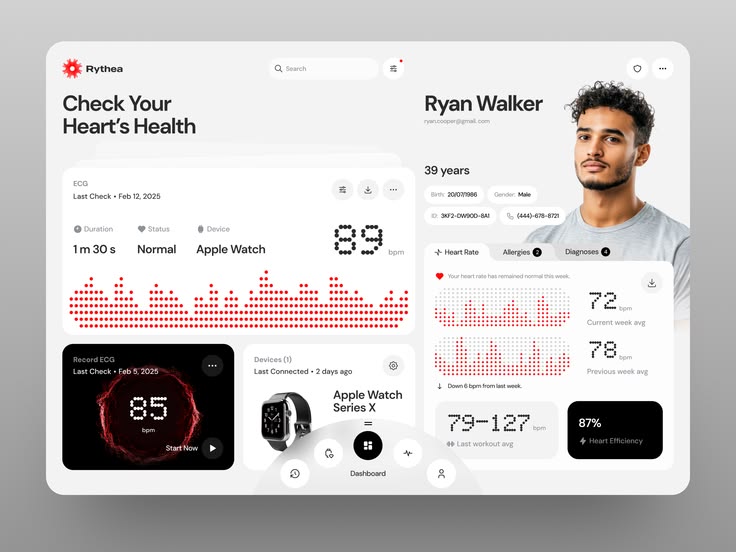 Rythea
Search
Check Your
Heart's Health
ECG
Last Check • Feb 12, 2025
Duration
Status
Device
1 m 30 s
Normal
Apple Watch
89 bpm
Record ECG
Last Check • Feb 5, 2025
85
bpm
Start Now
Devices (1)
Last Connected • 2 days ago
Apple Watch
Series X
Dashboard
Ryan Walker
ryan.cooper@gmail.com
39 years
Birth: 20/07/1986
Gender: Male
3KF2-DW90D-8A1
(444)-678-8721
Heart Rate
Allergies 2
Diagnoses 4
Your heart rate has remained normal this week.
72 bpm
Current week avg
78 bpm
Previous week avg
Down 6 bpm from last week.
79-127 bpm
Last workout avg
87%
Heart Efficiency